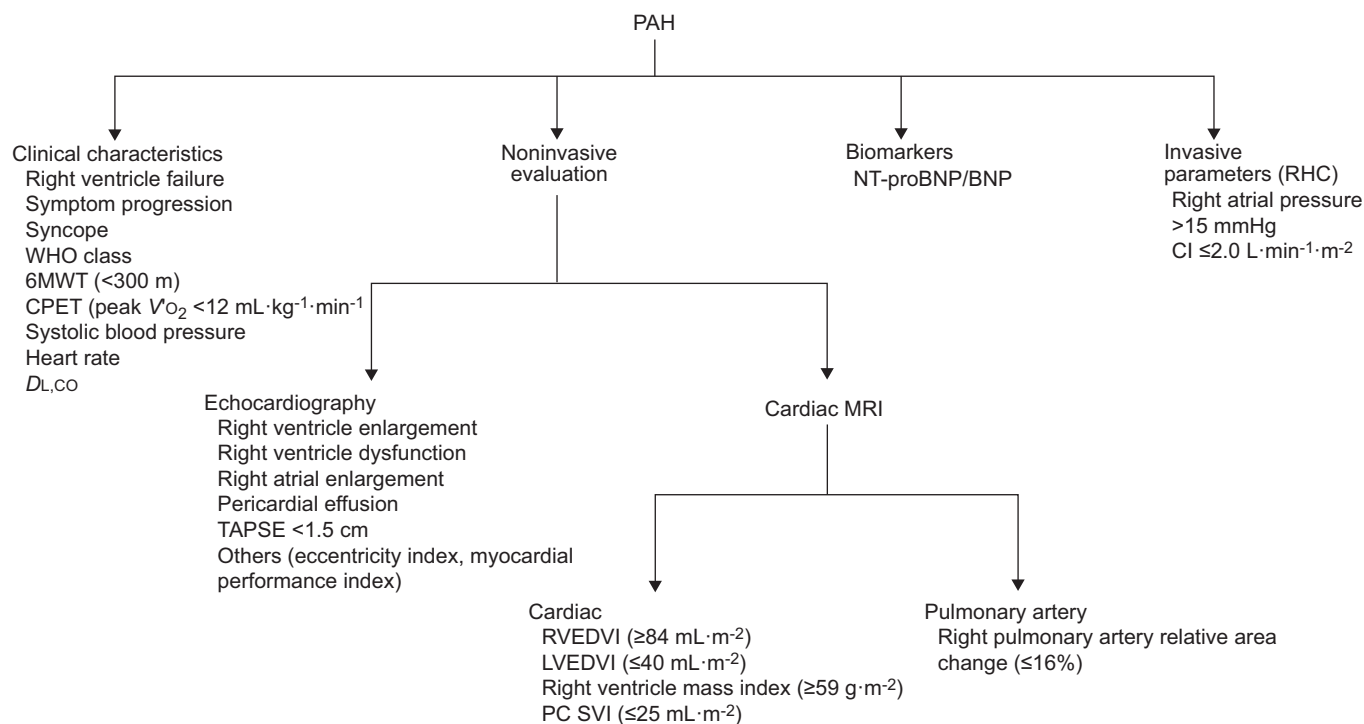 PAH
Clinical characteristics
Right ventricle failure
Symptom progression
Syncope
WHO class
6MWT (<300 m)
CPET (peak V'O₂ <12 mL·kg⁻¹·min⁻¹
Systolic blood pressure
Heart rate
DL,CO
Noninvasive
evaluation
Biomarkers
NT-proBNP/BNP
Invasive
parameters (RHC)
Right atrial pressure
>15 mmHg
CI ≤2.0 L·min⁻¹·m⁻²
Echocardiography
Right ventricle enlargement
Right ventricle dysfunction
Right atrial enlargement
Pericardial effusion
TAPSE <1.5 cm
Others (eccentricity index, myocardial
performance index)
Cardiac MRI
Cardiac
RVEDVI (≥84 mL·m⁻²)
LVEDVI (≤40 mL·m⁻²)
Right ventricle mass index (≥59 g·m⁻²)
PC SVI (≤25 mL·m⁻²)
Pulmonary artery
Right pulmonary artery relative area
change (≤16%)